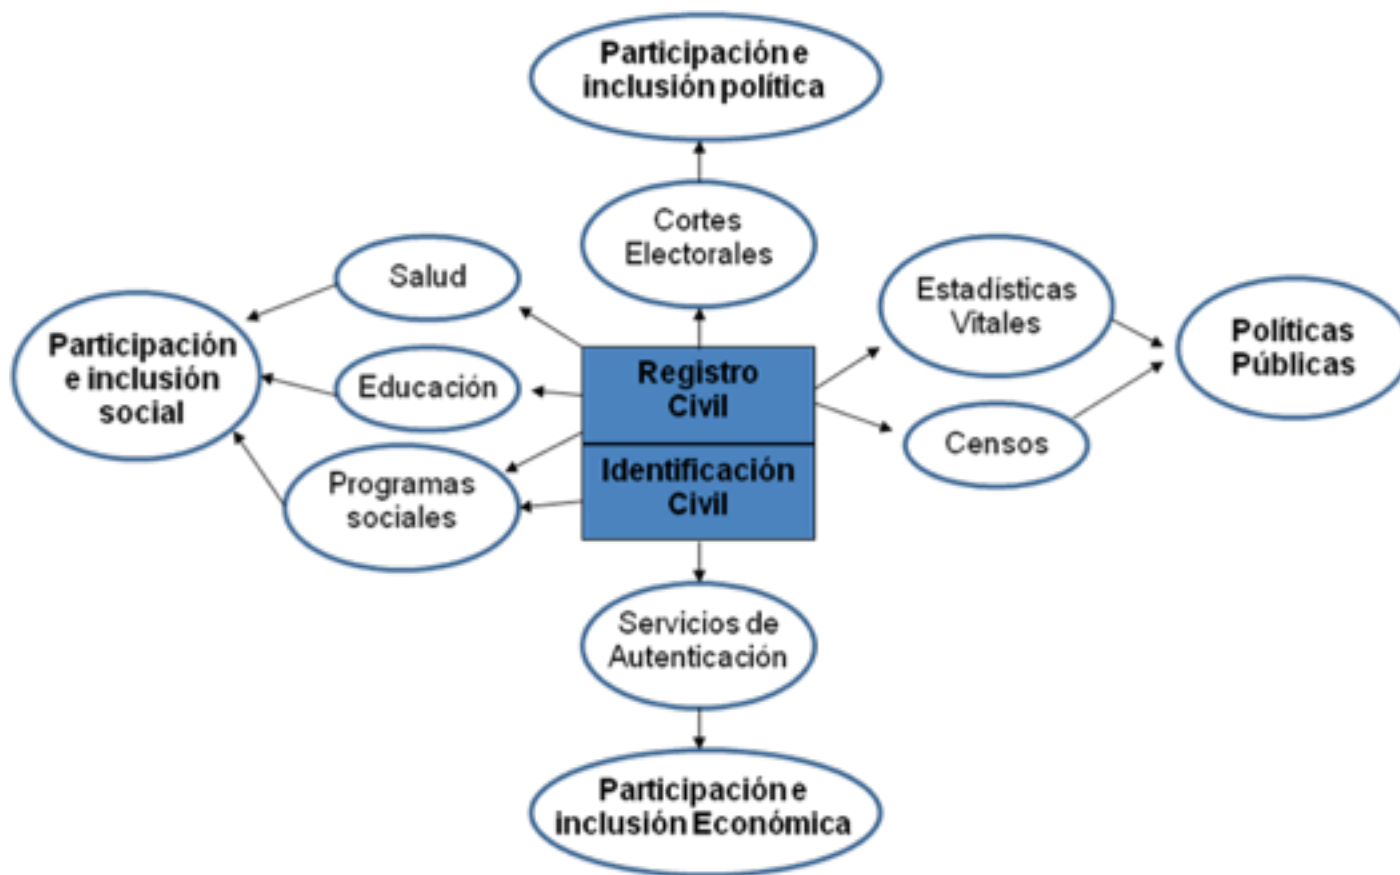 Participación e
inclusión política
Cortes
Electorales
Salud
Estadísticas
Vitales
Participación
e inclusión
social
Educación
Registro
Civil
Políticas
Públicas
Censos
Programas
sociales
Identificación
Civil
Servicios de
Autenticación
Participación e
inclusión Económica